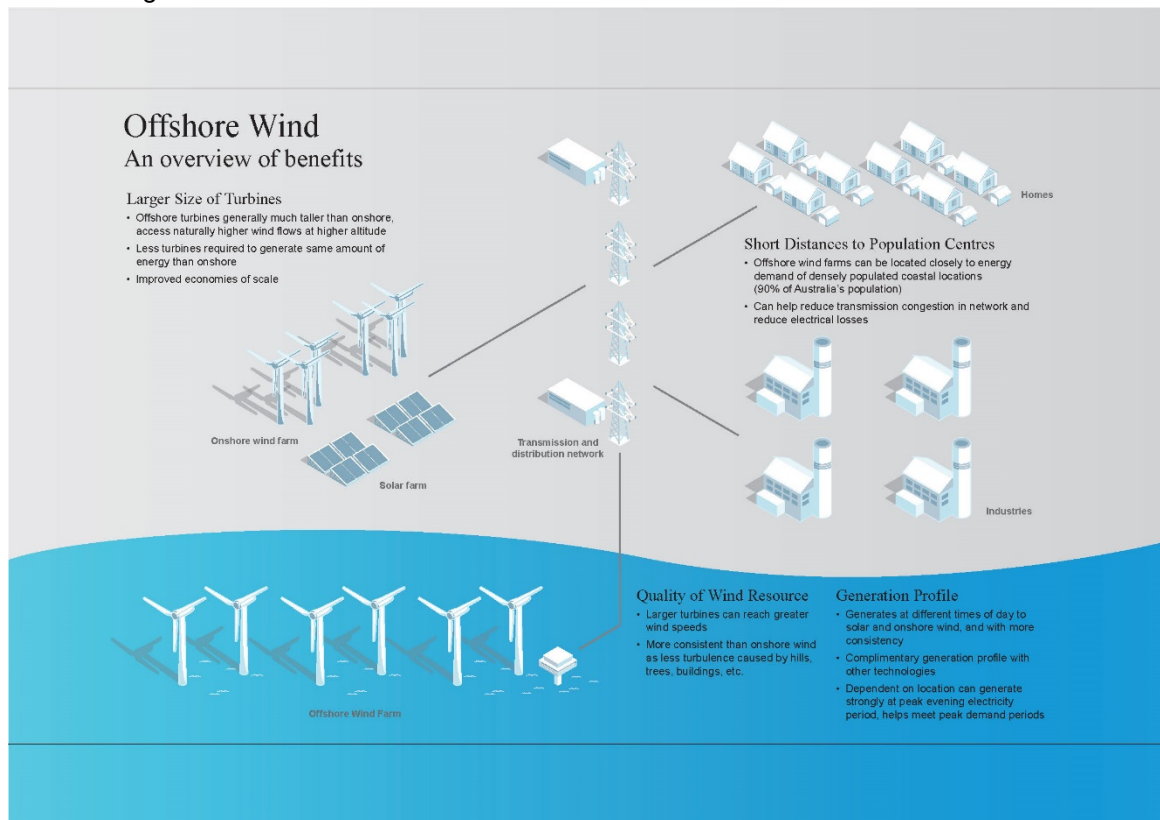 Offshore Wind
An overview of benefits
Larger Size of Turbines
• Offshore turbines generally much taller than onshore,
access naturally higher wind flows at higher altitude
• Less turbines required to generate same amount of
energy than onshore
• Improved economies of scale
Homes
Short Distances to Population Centres
• Offshore wind farms can be located closely to energy
demand of densely populated coastal locations
(90% of Australia's population)
• Can help reduce transmission congestion in network and
reduce electrical losses
Onshore wind farm
Solar farm
Transmission and
distribution network
Industries
Quality of Wind Resource
• Larger turbines can reach greater
wind speeds
• More consistent than onshore wind
as less turbulence caused by hills,
trees, buildings, etc.
Generation Profile
• Generates at different times of day to
solar and onshore wind, and with more
consistency
• Complimentary generation profile with
other technologies
• Dependent on location can generate
strongly at peak evening electricity
period, helps meet peak demand periods
Offshore Wind Farm